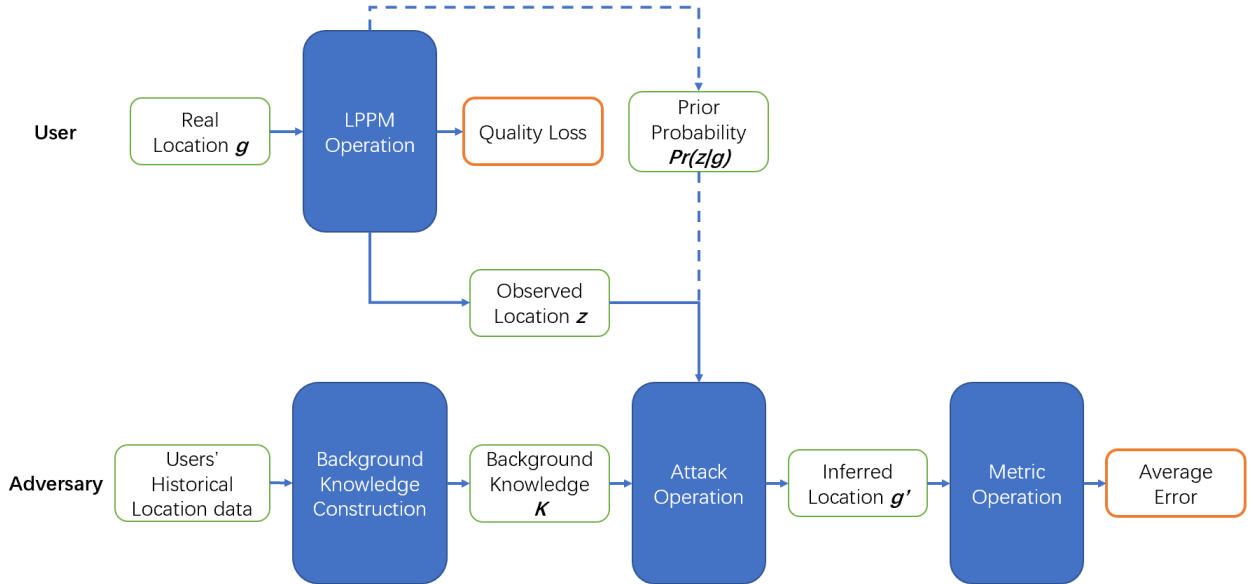 User
Real
Location g
LPPM
Operation
Quality Loss
Prior
Probability
Pr(z|g)
Observed
Location z
Adversary
Users’
Historical
Location data
Background
Knowledge
Construction
Background
Knowledge
K
Attack
Operation
Inferred
Location g’
Metric
Operation
Average
Error